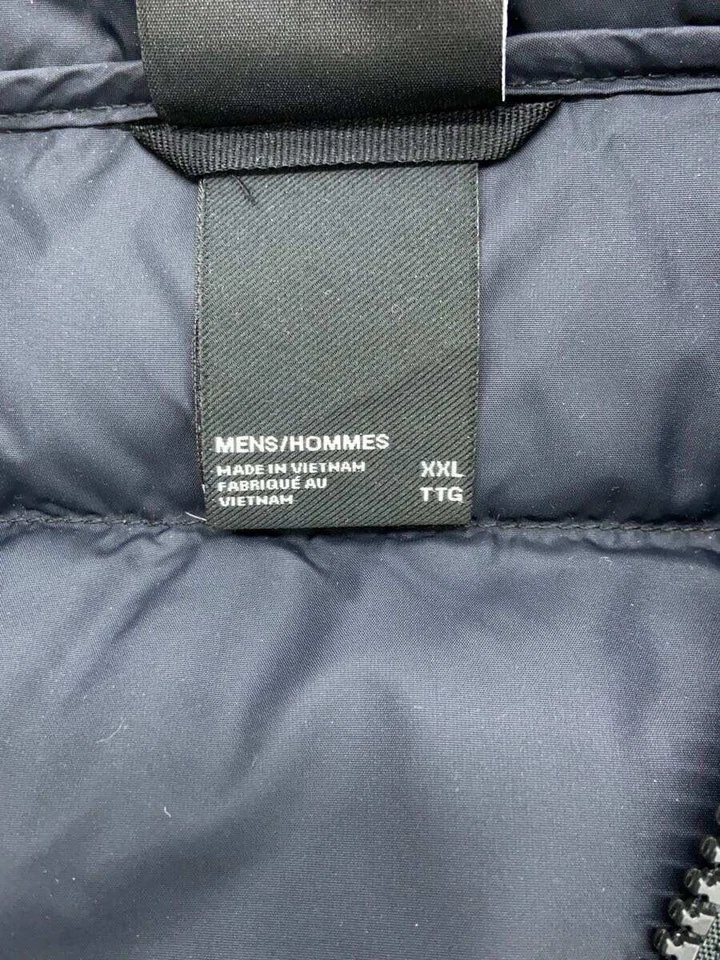 MENS/HOMMES
MADE IN VIETNAM XXL
FABRIQUÉ AU TTG
VIETNAM